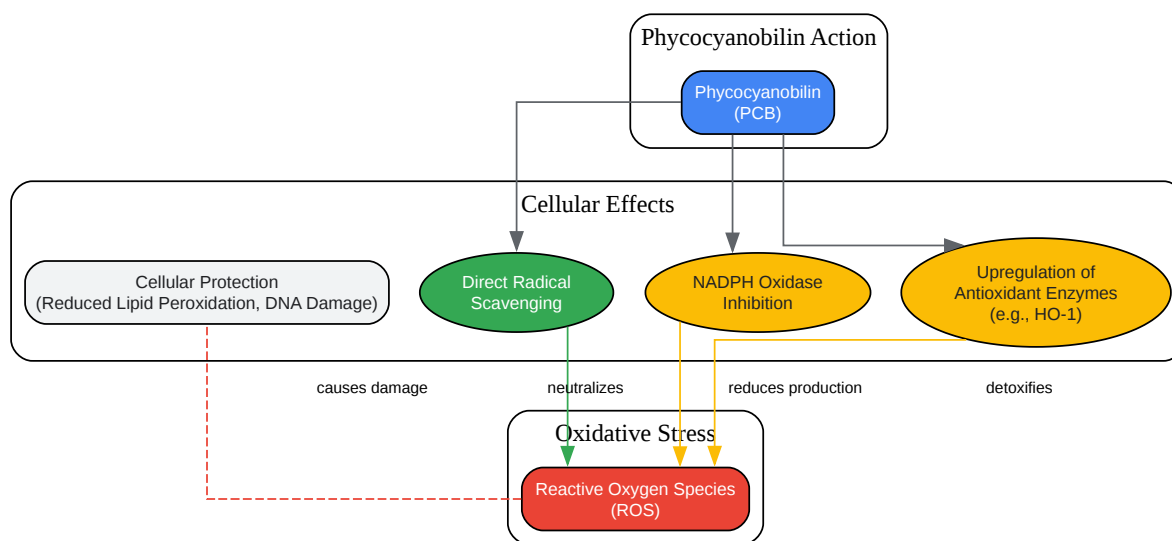 Phycocyanobilin Action
Phycocyanobilin
(PCB)
Cellular Effects
Cellular Protection
(Reduced Lipid Peroxidation, DNA Damage)
Direct Radical
Scavenging
NADPH Oxidase
Inhibition
Upregulation of
Antioxidant Enzymes
(e.g., HO-1)
causes damage
neutralizes
reduces production
detoxifies
Oxidative Stress
Reactive Oxygen Species
(ROS)